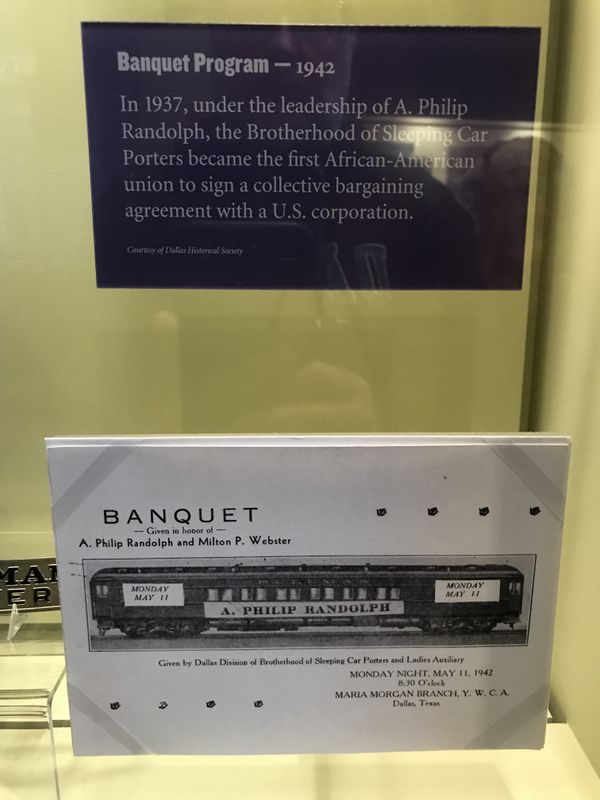 Banquet Program — 1942
In 1937, under the leadership of A. Philip
Randolph, the Brotherhood of Sleeping Car
Porters became the first African-American
union to sign a collective bargaining
agreement with a U.S. corporation.
Courtesy of Dallas Historical Society
BANQUET
— Given in honor of —
A. Philip Randolph and Milton P. Webster
MONDAY
MAY 11
MONDAY
MAY 11
A. PHILIP RANDOLPH
Given by Dallas Division of Brotherhood of Sleeping Car Porters and Ladies Auxiliary
MONDAY NIGHT, MAY 11, 1942
8:30 O'clock
MARIA MORGAN BRANCH, Y. W. C. A.
Dallas, Texas